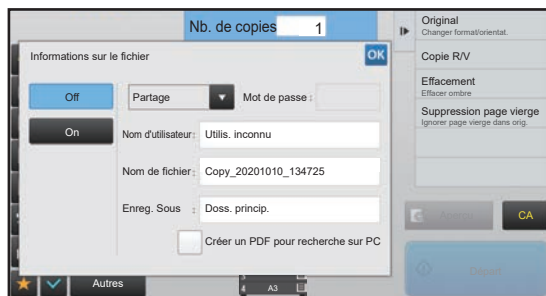 Nb. de copies 1
Original
Changer format/orientat.
Copie R/V
Effacement
Effacer ombre
Suppression page vierge
Ignorer page vierge dans orig.
CA
Informations sur le fichier
OK
Off
On
Partage
Mot de passe :
Nom d'utilisateur : Utilis. inconnu
Nom de fichier : Copy_20201010_134725
Enreg. Sous : Doss. princip.
Créer un PDF pour recherche sur PC
Autres
4 A3